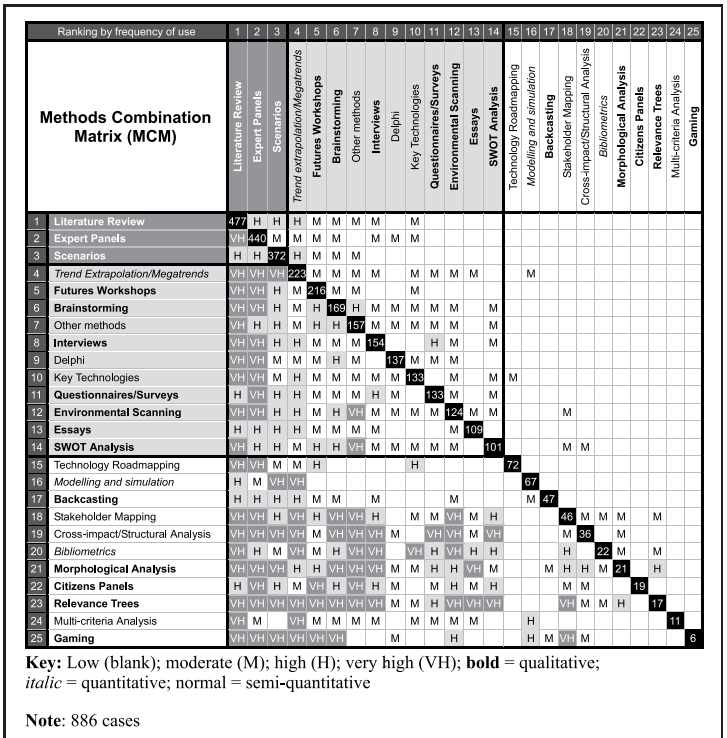 Ranking by frequency of use 1 2 3 4 5 6 7 8 9 10 11 12 13 14 15 16 17 18 19 20 21 22 23 24 25
Methods Combination
Matrix (MCM)
Literature Review
Expert Panels
Scenarios
Trend extrapolation/Megatrends
Futures Workshops
Brainstorming
Other methods
Interviews
Delphi
Key Technologies
Questionnaires/Surveys
Environmental Scanning
Essays
SWOT Analysis
Technology Roadmapping
Modelling and simulation
Backcasting
Stakeholder Mapping
Cross-impact/Structural Analysis
Bibliometrics
Morphological Analysis
Citizens Panels
Relevance Trees
Multi-criteria Analysis
Gaming
1 Literature Review 477 H H H M M M M M
2 Expert Panels VH 440 M M M M M M M
3 Scenarios H H 372 H M M M
4 Trend Extrapolation/Megatrends VH VH VH 223 M M M M M M M M M
5 Futures Workshops VH VH H M 216 M M M
6 Brainstorming VH VH H M H 169 H M M M M M M
7 Other methods VH H H M H H 157 M M M M M M
8 Interviews VH VH H M M M M 154 H M M
9 Delphi VH VH M M H M 137 M M
10 Key Technologies VH VH H H M M M M M 133 M M M
11 Questionnaires/Surveys H VH H H M M M H M 133 M M
12 Environmental Scanning VH VH H M H VH M M M M 124 M M M
13 Essays H H H H M M M M M 109
14 SWOT Analysis VH H H M H H VH M M M M M 101 M M
15 Technology Roadmapping VH VH M M H H 72
16 Modelling and simulation H M VH VH 67
17 Backcasting H H H H M M M M 47
18 Stakeholder Mapping VH VH H VH H VH VH H M M VH M H 46 M M M M
19 Cross-impact/Structural Analysis VH VH VH VH M H VH VH M VH VH M VH M 36 M
20 Bibliometrics VH H M VH M H VH VH VH H VH H H H 22 M M H
21 Morphological Analysis VH VH VH H H VH VH VH M M H H VH M M H H M 21 M H
22 Citizens Panels H VH H M VH H VH H M H M H M M 19
23 Relevance Trees VH VH VH VH VH VH VH VH M M H VH VH VH VH M M H 17
24 Multi-criteria Analysis VH M VH M M M M M M M H 11
25 Gaming VH VH VH VH VH VH M H H M VH M 6
Key: Low (blank); moderate (M); high (H); very high (VH); bold = qualitative;
italic = quantitative; normal = semi-quantitative
Note: 886 cases